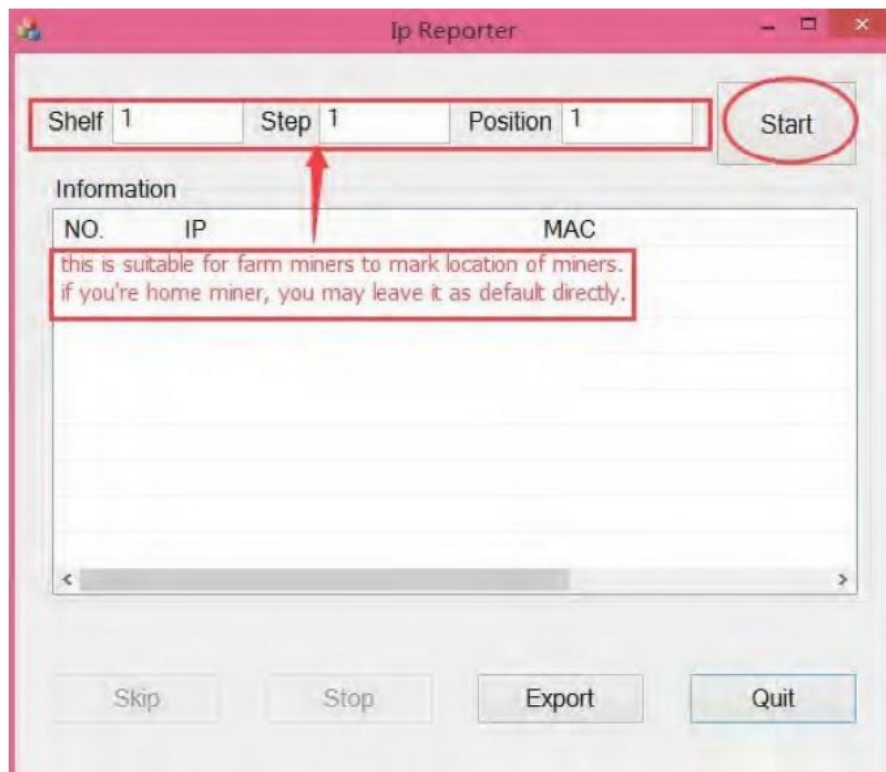 Ip Reporter
Shelf 1 Step 1 Position 1 Start
Information
NO. IP MAC
this is suitable for farm miners to mark location of miners.
if you're home miner, you may leave it as default directly.
Skip Stop Export Quit